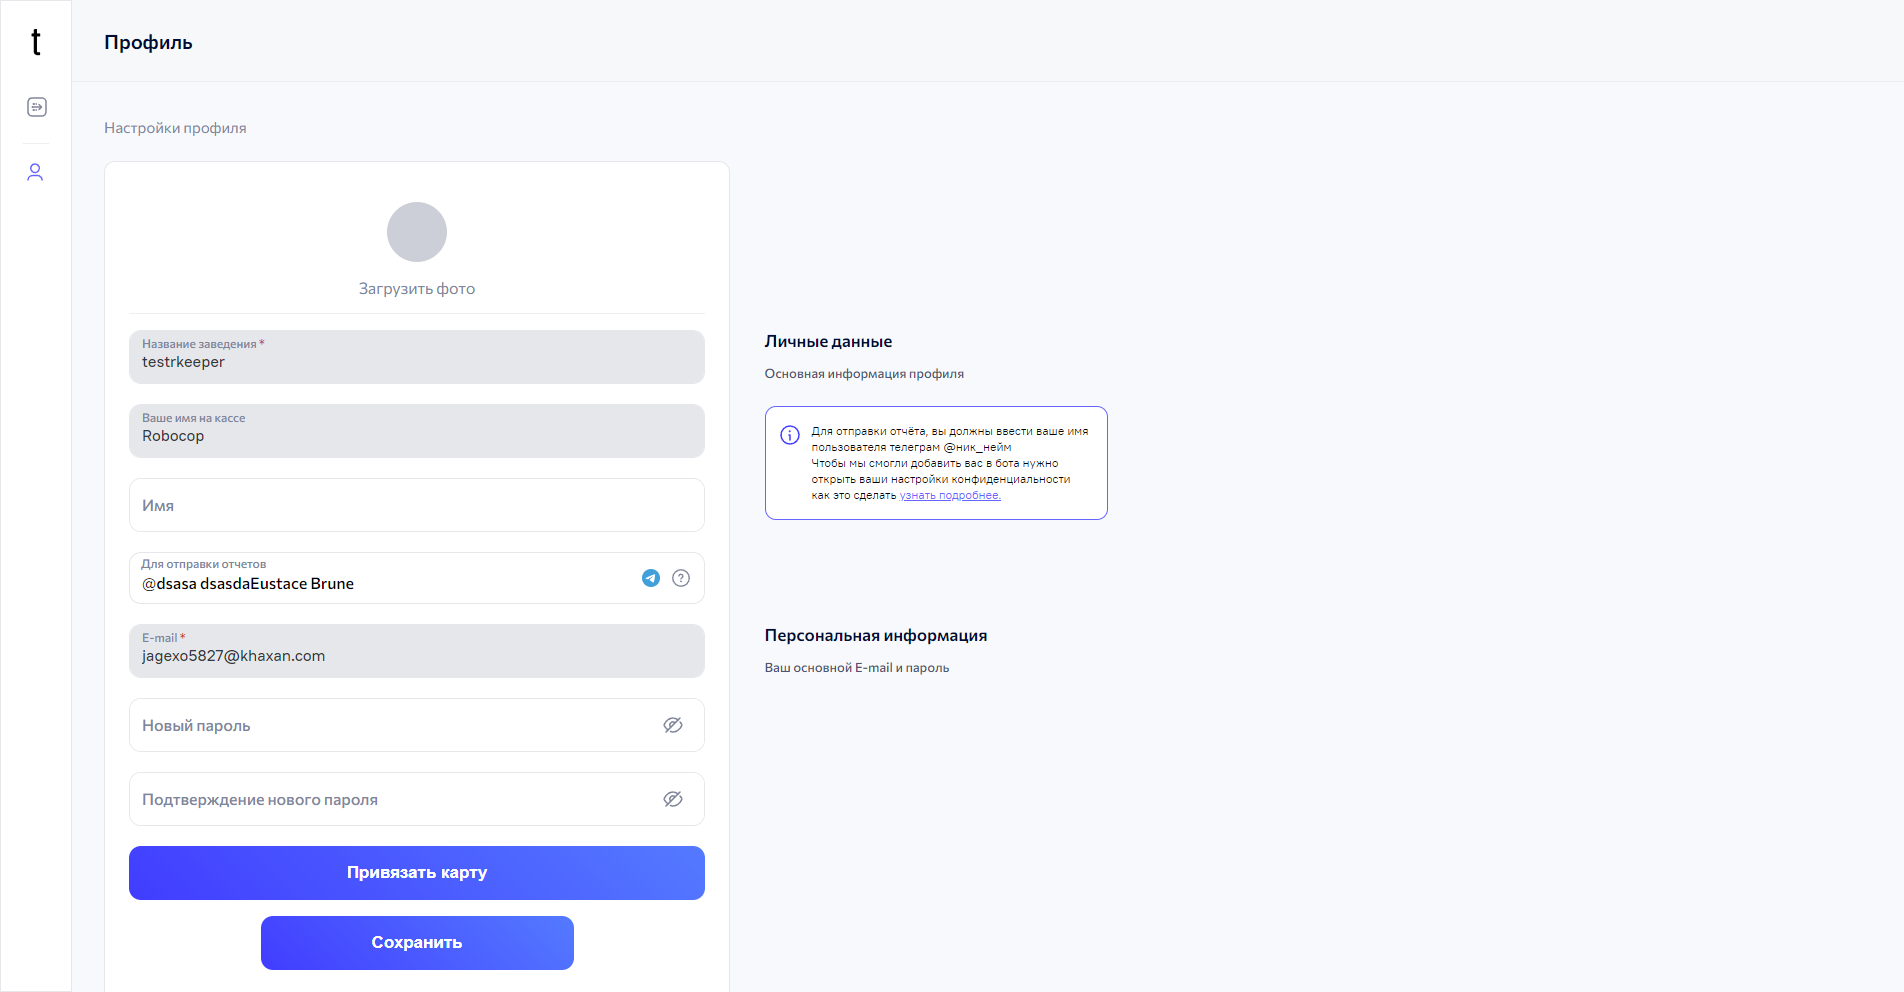 t
Профиль
Настройки профиля
Загрузить фото
Название заведения *
testrkeeper
Ваше имя на кассе
Robocop
Имя
Для отправки отчетов
@dsasa dsasdaEustace Brune
E-mail *
jagexo5827@khaxan.com
Новый пароль
Подтверждение нового пароля
Привязать карту
Сохранить
Личные данные
Основная информация профиля
Для отправки отчёта, вы должны ввести ваше имя
пользователя телеграм @ник_нейм
Чтобы мы смогли добавить вас в бота нужно
открыть ваши настройки конфиденциальности
как это сделать узнать подробнее.
Персональная информация
Ваш основной E-mail и пароль